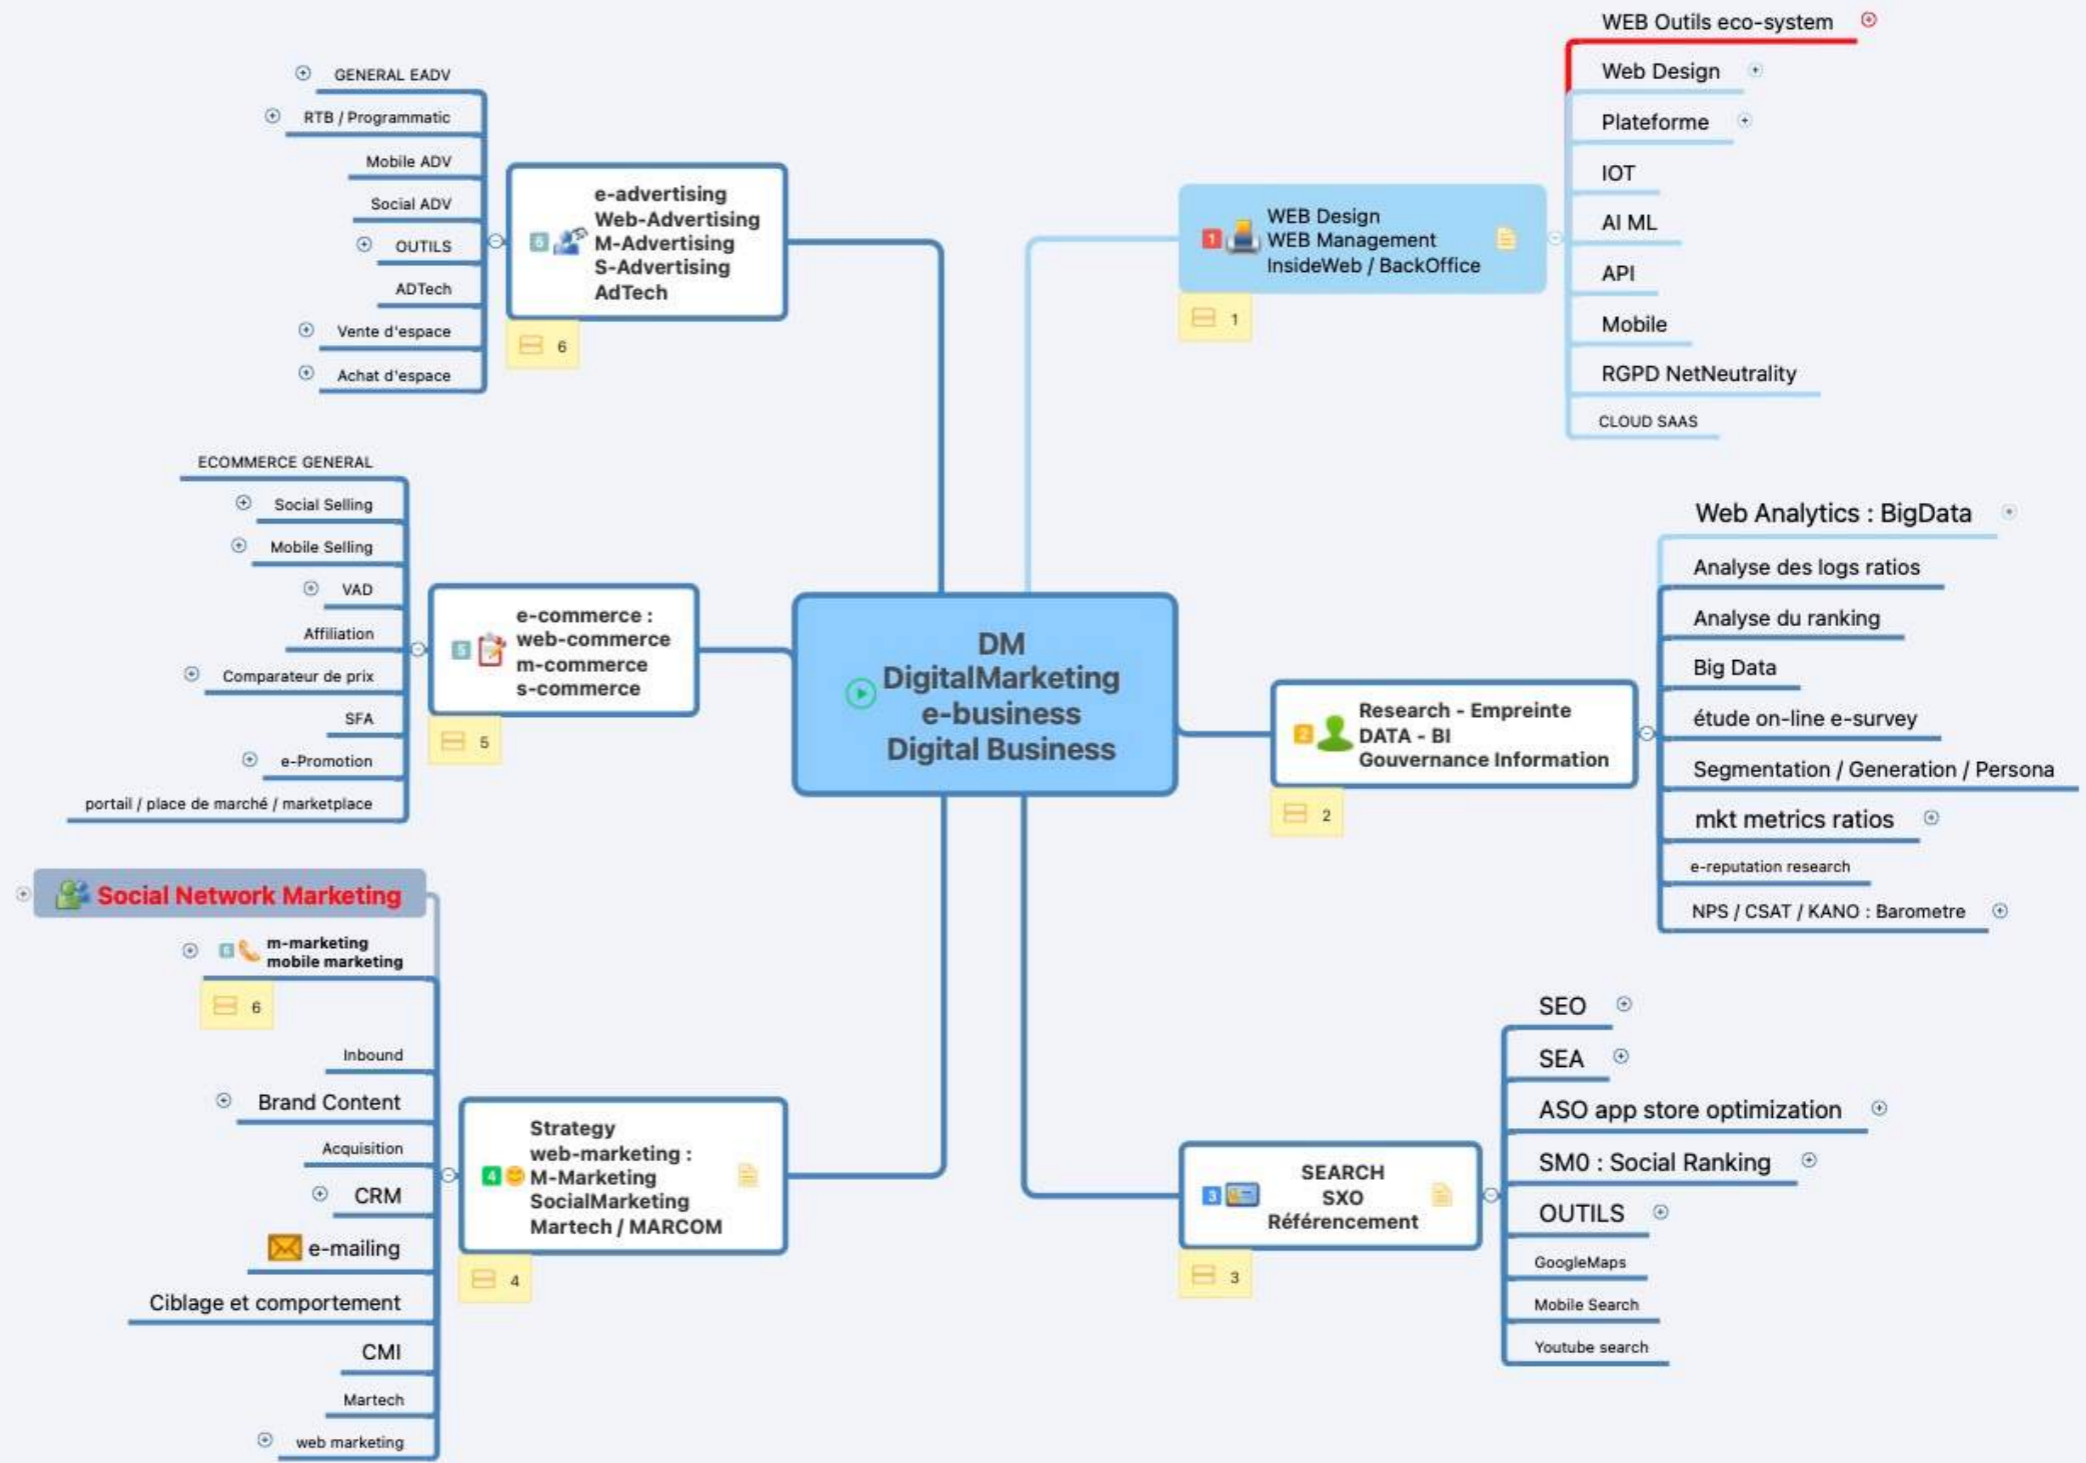 DM
DigitalMarketing
e-business
Digital Business
1
WEB Design
WEB Management
InsideWeb / BackOffice
1
WEB Outils eco-system
Web Design
Plateforme
IOT
AI ML
API
Mobile
RGPD NetNeutrality
CLOUD SAAS
2
Research - Empreinte
DATA - BI
Gouvernance Information
2
Web Analytics : BigData
Analyse des logs ratios
Analyse du ranking
Big Data
étude on-line e-survey
Segmentation / Generation / Persona
mkt metrics ratios
e-reputation research
NPS / CSAT / KANO : Barometre
3
SEARCH
SXO
Référencement
3
SEO
SEA
ASO app store optimization
SM0 : Social Ranking
OUTILS
GoogleMaps
Mobile Search
Youtube search
4
Strategy
web-marketing :
M-Marketing
SocialMarketing
Martech / MARCOM
4
Social Network Marketing
6
m-marketing
mobile marketing
6
Inbound
Brand Content
Acquisition
CRM
e-mailing
Ciblage et comportement
CMI
Martech
web marketing
5
e-commerce :
web-commerce
m-commerce
s-commerce
5
ECOMMERCE GENERAL
Social Selling
Mobile Selling
VAD
Affiliation
Comparateur de prix
SFA
e-Promotion
portail / place de marché / marketplace
6
e-advertising
Web-Advertising
M-Advertising
S-Advertising
AdTech
6
GENERAL EADV
RTB / Programmatic
Mobile ADV
Social ADV
OUTILS
ADTech
Vente d'espace
Achat d'espace